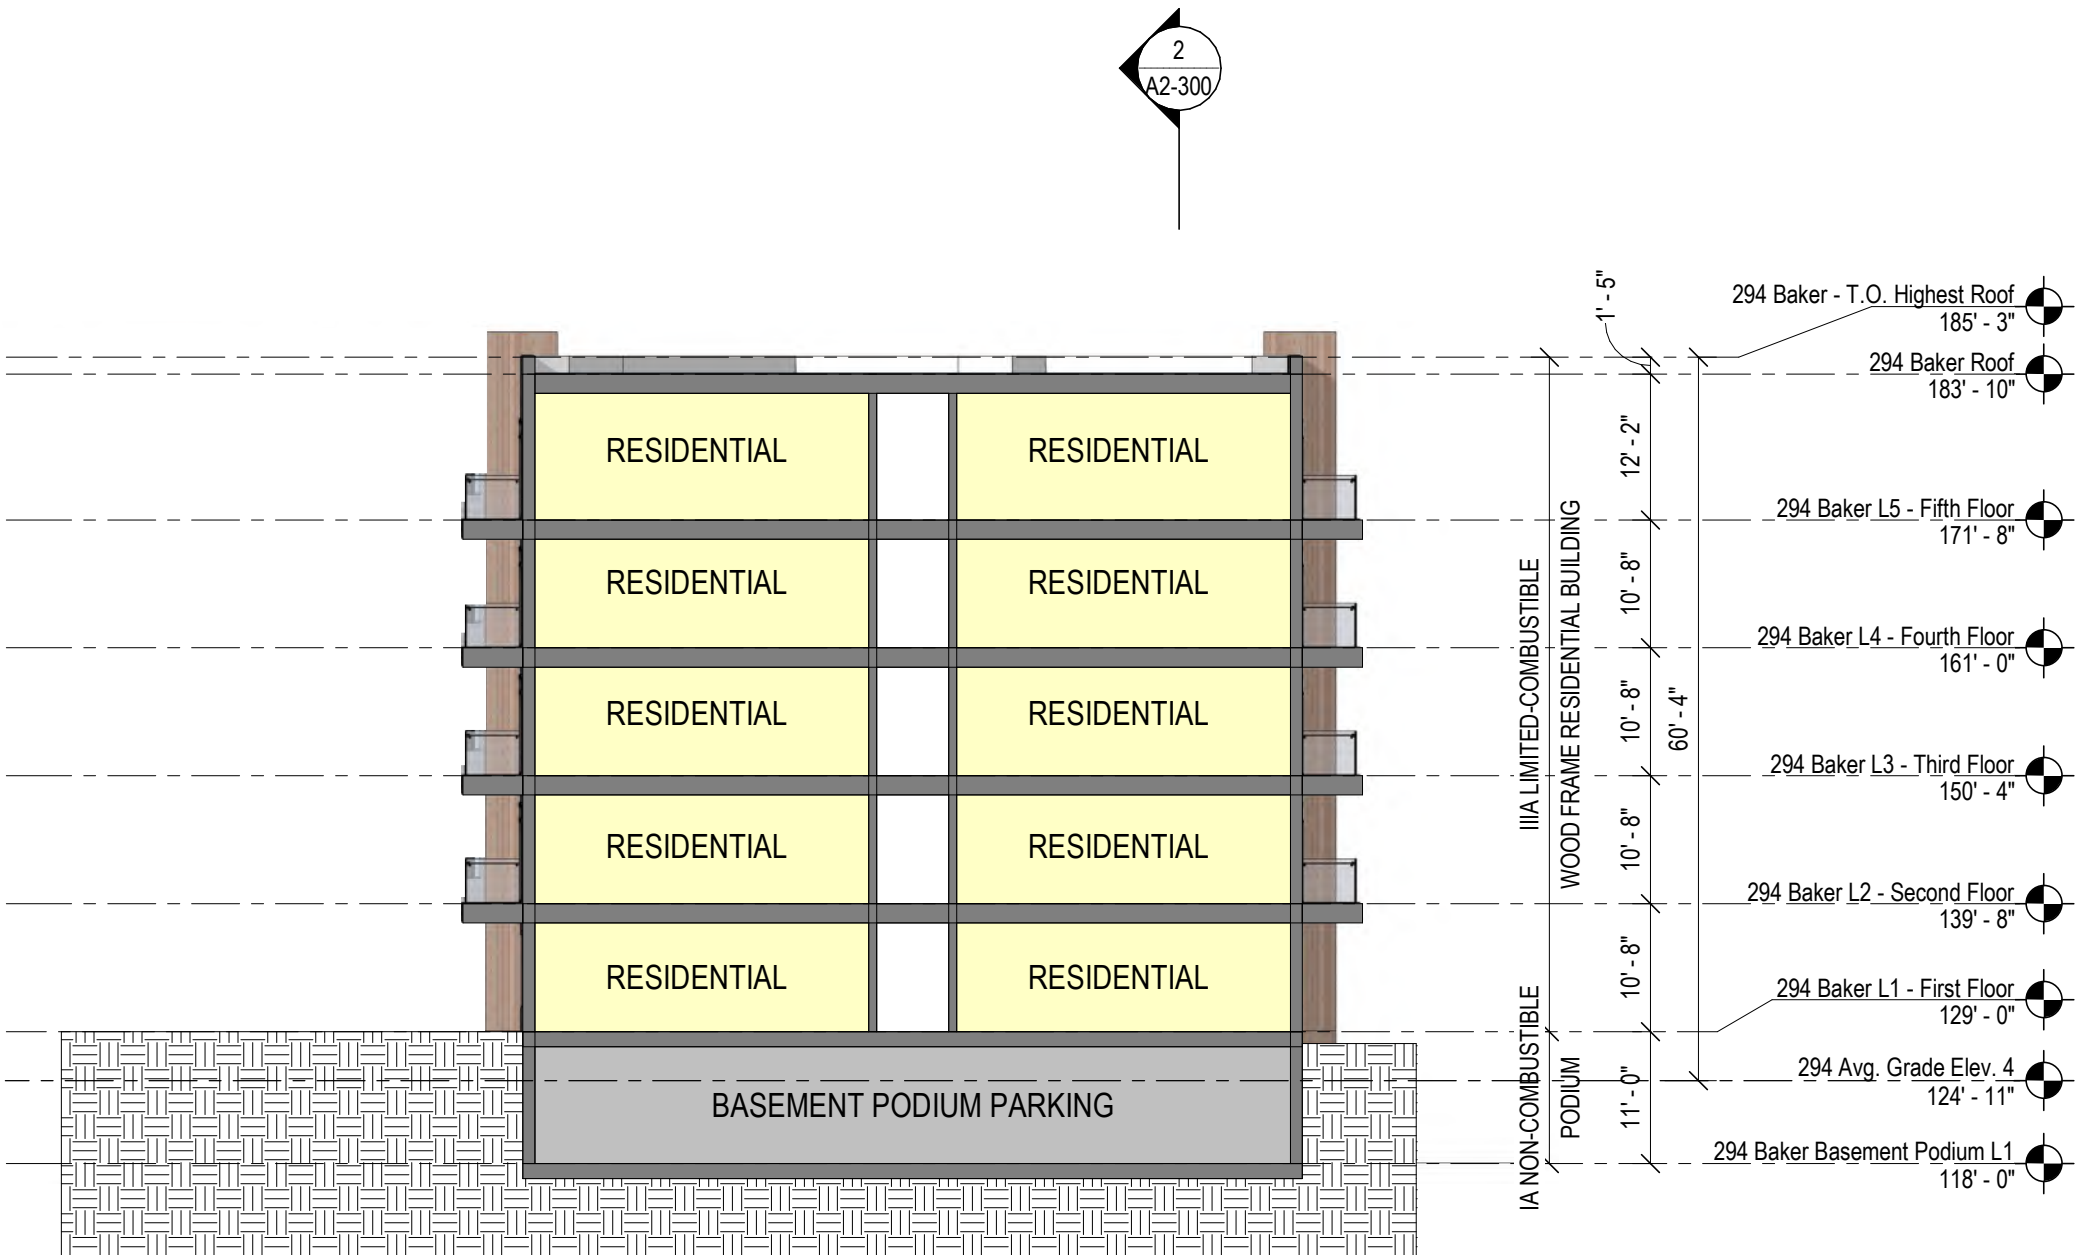 2
A2-300
294 Baker - T.O. Highest Roof
185' - 3"
294 Baker Roof
183' - 10"
294 Baker L5 - Fifth Floor
171' - 8"
294 Baker L4 - Fourth Floor
161' - 0"
294 Baker L3 - Third Floor
150' - 4"
294 Baker L2 - Second Floor
139' - 8"
294 Baker L1 - First Floor
129' - 0"
294 Avg. Grade Elev. 4
124' - 11"
294 Baker Basement Podium L1
118' - 0"
1' - 5"
12' - 2"
10' - 8"
10' - 8"
10' - 8"
10' - 8"
11' - 0"
60' - 4"
IIIA LIMITED-COMBUSTIBLE
WOOD FRAME RESIDENTIAL BUILDING
IA NON-COMBUSTIBLE
PODIUM
RESIDENTIAL RESIDENTIAL
RESIDENTIAL RESIDENTIAL
RESIDENTIAL RESIDENTIAL
RESIDENTIAL RESIDENTIAL
RESIDENTIAL RESIDENTIAL
BASEMENT PODIUM PARKING